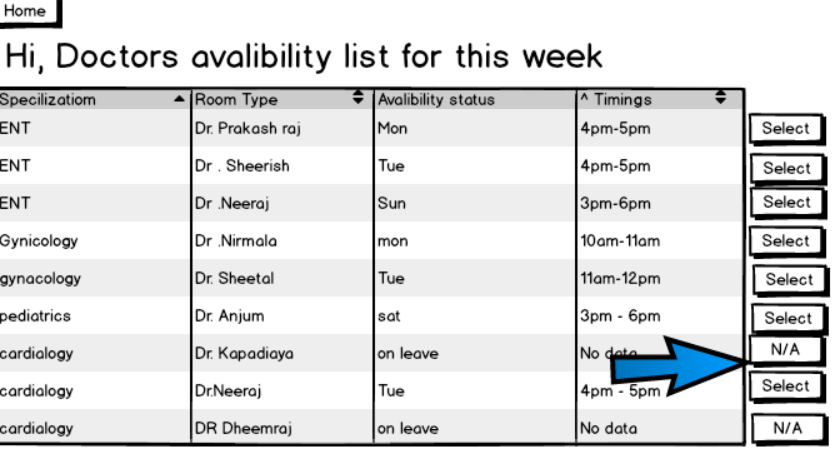 Home
Hi, Doctors avalibility list for this week
Specilizatiom Room Type Avalibility status ^ Timings
ENT Dr. Prakash raj Mon 4pm-5pm Select
ENT Dr . Sheerish Tue 4pm-5pm Select
ENT Dr .Neeraj Sun 3pm-6pm Select
Gynicology Dr .Nirmala mon 10am-11am Select
gynacology Dr. Sheetal Tue 11am-12pm Select
pediatrics Dr. Anjum sat 3pm - 6pm Select
cardialogy Dr. Kapadiaya on leave No data N/A
cardialogy Dr.Neeraj Tue 4pm - 5pm Select
cardialogy DR Dheemraj on leave No data N/A